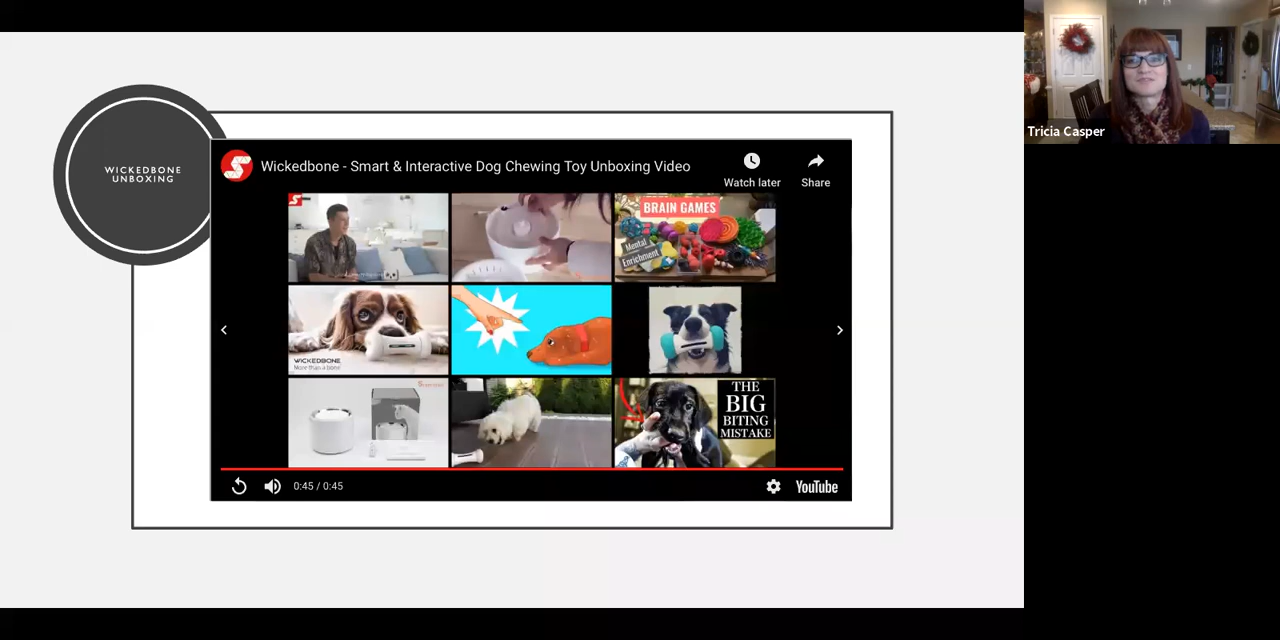 WICKEDBONE
UNBOXING
Wickedbone - Smart & Interactive Dog Chewing Toy Unboxing Video
Watch later
Share
BRAIN GAMES
Mental
Enrichment
WICKEDBONE
More than a bone
THE
BIG
BITING
MISTAKE
0:45 / 0:45
YouTube
Tricia Casper